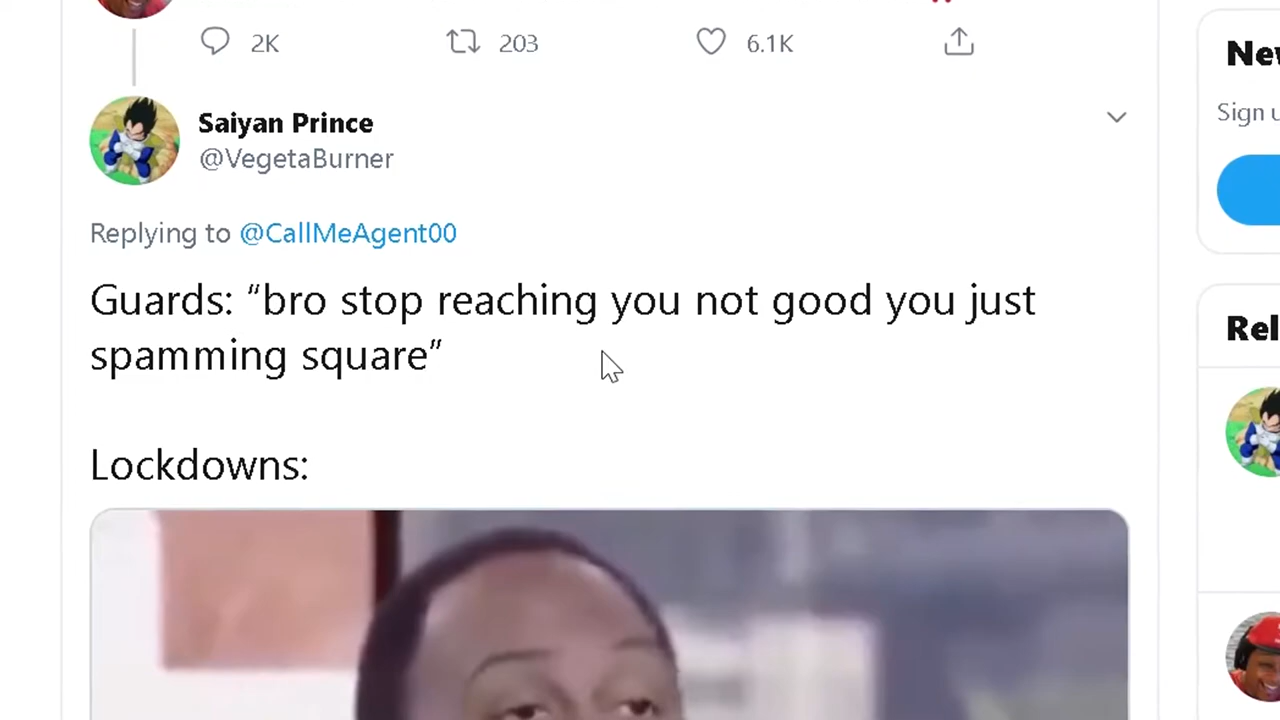 2K 203 6.1K
Saiyan Prince
@VegetaBurner
Replying to @CallMeAgent00
Guards: “bro stop reaching you not good you just
spamming square”
Lockdowns:
Sign u
Rel